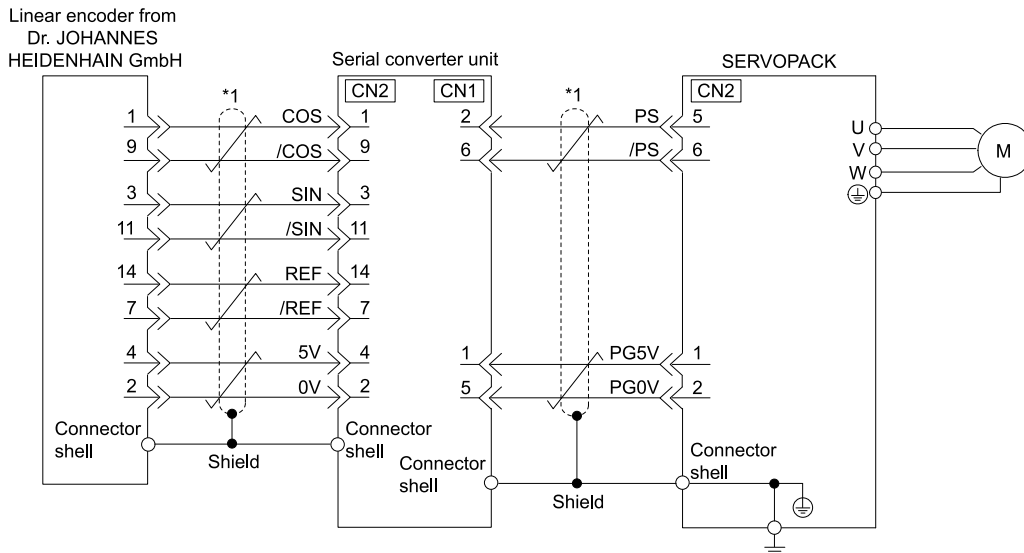 Linear encoder from
Dr. JOHANNES
HEIDENHAIN GmbH
Serial converter unit
SERVOPACK
*1
CN2
CN1
*1
CN2
1 COS 1 2 PS 5
9 /COS 9 6 /PS 6
U
V
W
M
3 SIN 3
11 /SIN 11
14 REF 14
7 /REF 7
4 5V 4 1 PG5V 1
2 0V 2 5 PG0V 2
Connector
shell
Shield
Connector
shell
Connector
shell
Shield
Connector
shell